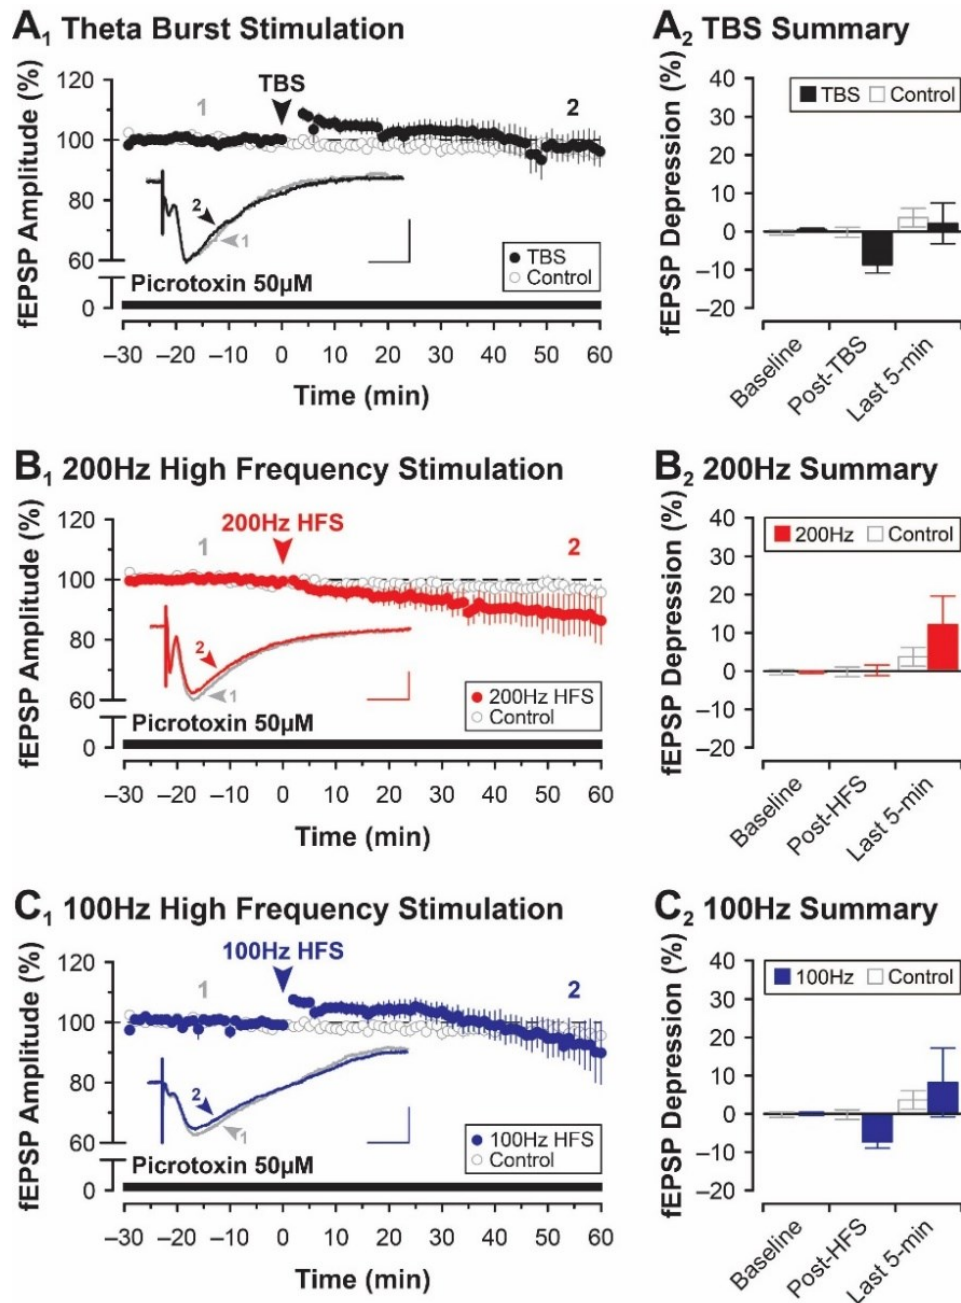 A1 Theta Burst Stimulation
fEPSP Amplitude (%)
120
100
80
60
0
TBS
1
2
2
1
TBS
Control
Picrotoxin 50µM
–30 –20 –10 0 10 20 30 40 50 60
Time (min)
A2 TBS Summary
fEPSP Depression (%)
40
30
20
10
0
–10
–20
TBS Control
Baseline
Post-TBS
Last 5-min
B1 200Hz High Frequency Stimulation
fEPSP Amplitude (%)
120
100
80
60
0
200Hz HFS
1
2
2
1
200Hz HFS
Control
Picrotoxin 50µM
–30 –20 –10 0 10 20 30 40 50 60
Time (min)
B2 200Hz Summary
fEPSP Depression (%)
40
30
20
10
0
–10
–20
200Hz Control
Baseline
Post-HFS
Last 5-min
C1 100Hz High Frequency Stimulation
fEPSP Amplitude (%)
120
100
80
60
0
100Hz HFS
1
2
2
1
100Hz HFS
Control
Picrotoxin 50µM
–30 –20 –10 0 10 20 30 40 50 60
Time (min)
C2 100Hz Summary
fEPSP Depression (%)
40
30
20
10
0
–10
–20
100Hz Control
Baseline
Post-HFS
Last 5-min